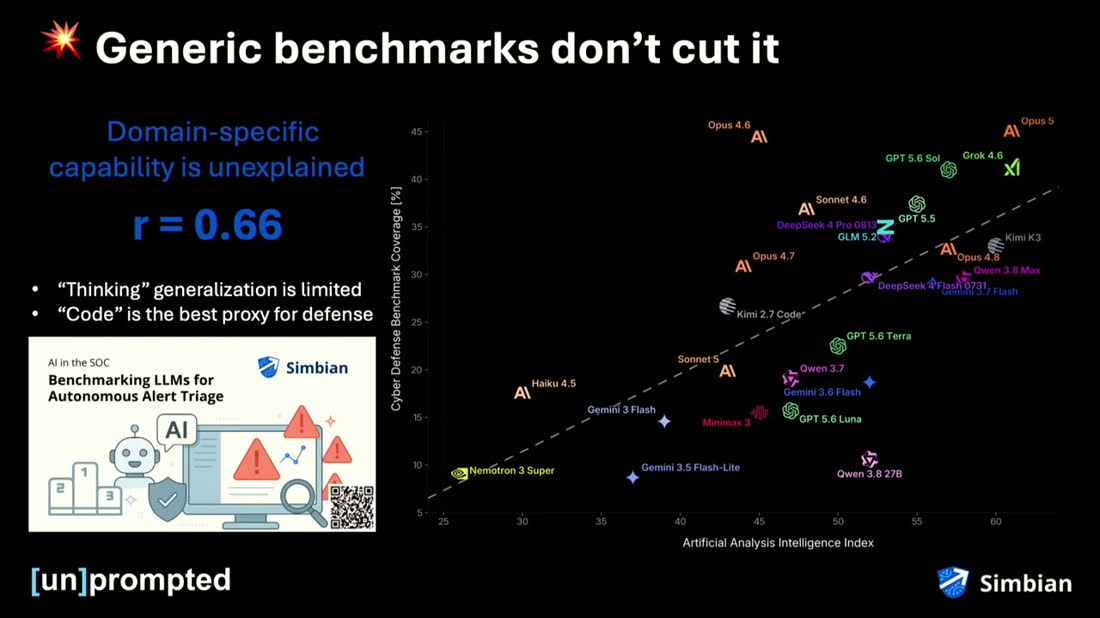 Generic benchmarks don’t cut it
Domain-specific
capability is unexplained
r = 0.66
• “Thinking” generalization is limited
• “Code” is the best proxy for defense
AI in the SOC
Benchmarking LLMs for
Autonomous Alert Triage
Simbian
AI
1
2
3
Cyber Defense Benchmark Coverage [%]
45
40
35
30
25
20
15
10
5
25
30
35
40
45
50
55
60
Artificial Analysis Intelligence Index
Opus 4.6
Opus 5
GPT 5.6 Sol
Grok 4.6
Sonnet 4.6
GPT 5.5
DeepSeek 4 Pro 0813
GLM 5.2
Kimi K3
Opus 4.7
Opus 4.8
Qwen 3.8 Max
DeepSeek 4 Flash 0731
Gemini 3.7 Flash
Kimi 2.7 Code
GPT 5.6 Terra
Sonnet 5
Qwen 3.7
Gemini 3.6 Flash
Haiku 4.5
Gemini 3 Flash
Minimax 3
GPT 5.6 Luna
Nemotron 3 Super
Gemini 3.5 Flash-Lite
Qwen 3.8 27B
[un]prompted
Simbian